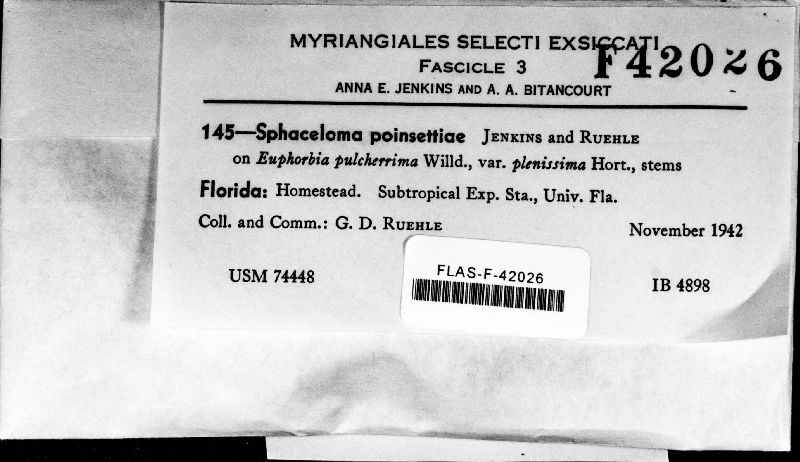 MYRIANGIALES SELECTI EXSICCATI
F42026
FASCICLE 3
ANNA E. JENKINS AND A. A. BITANCOURT
145—Sphaceloma poinsettiae JENKINS and RUEHLE
on Euphorbia pulcherrima Willd., var. plenissima Hort., stems
Florida: Homestead. Subtropical Exp. Sta., Univ. Fla.
Coll. and Comm.: G. D. RUEHLE
November 1942
USM 74448
FLAS-F-42026
IB 4898